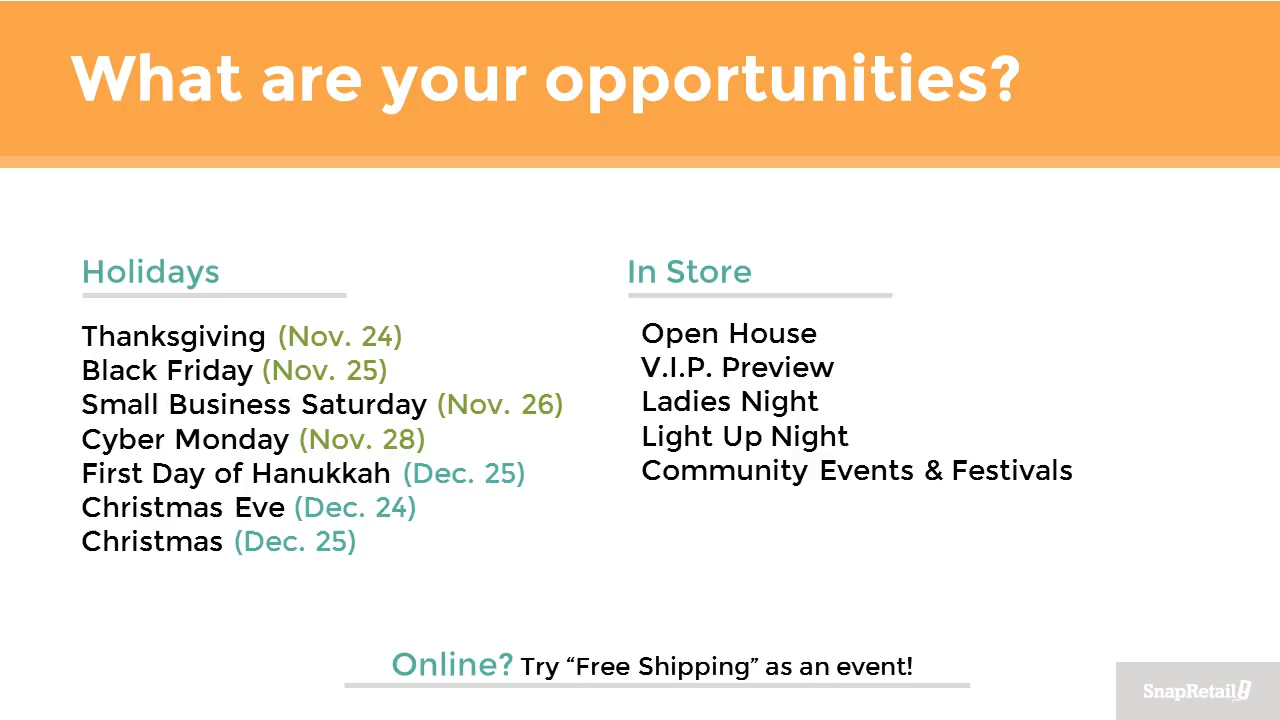 What are your opportunities?
Holidays
Thanksgiving (Nov. 24)
Black Friday (Nov. 25)
Small Business Saturday (Nov. 26)
Cyber Monday (Nov. 28)
First Day of Hanukkah (Dec. 25)
Christmas Eve (Dec. 24)
Christmas (Dec. 25)
In Store
Open House
V.I.P. Preview
Ladies Night
Light Up Night
Community Events & Festivals
Online? Try “Free Shipping” as an event!
SnapRetail